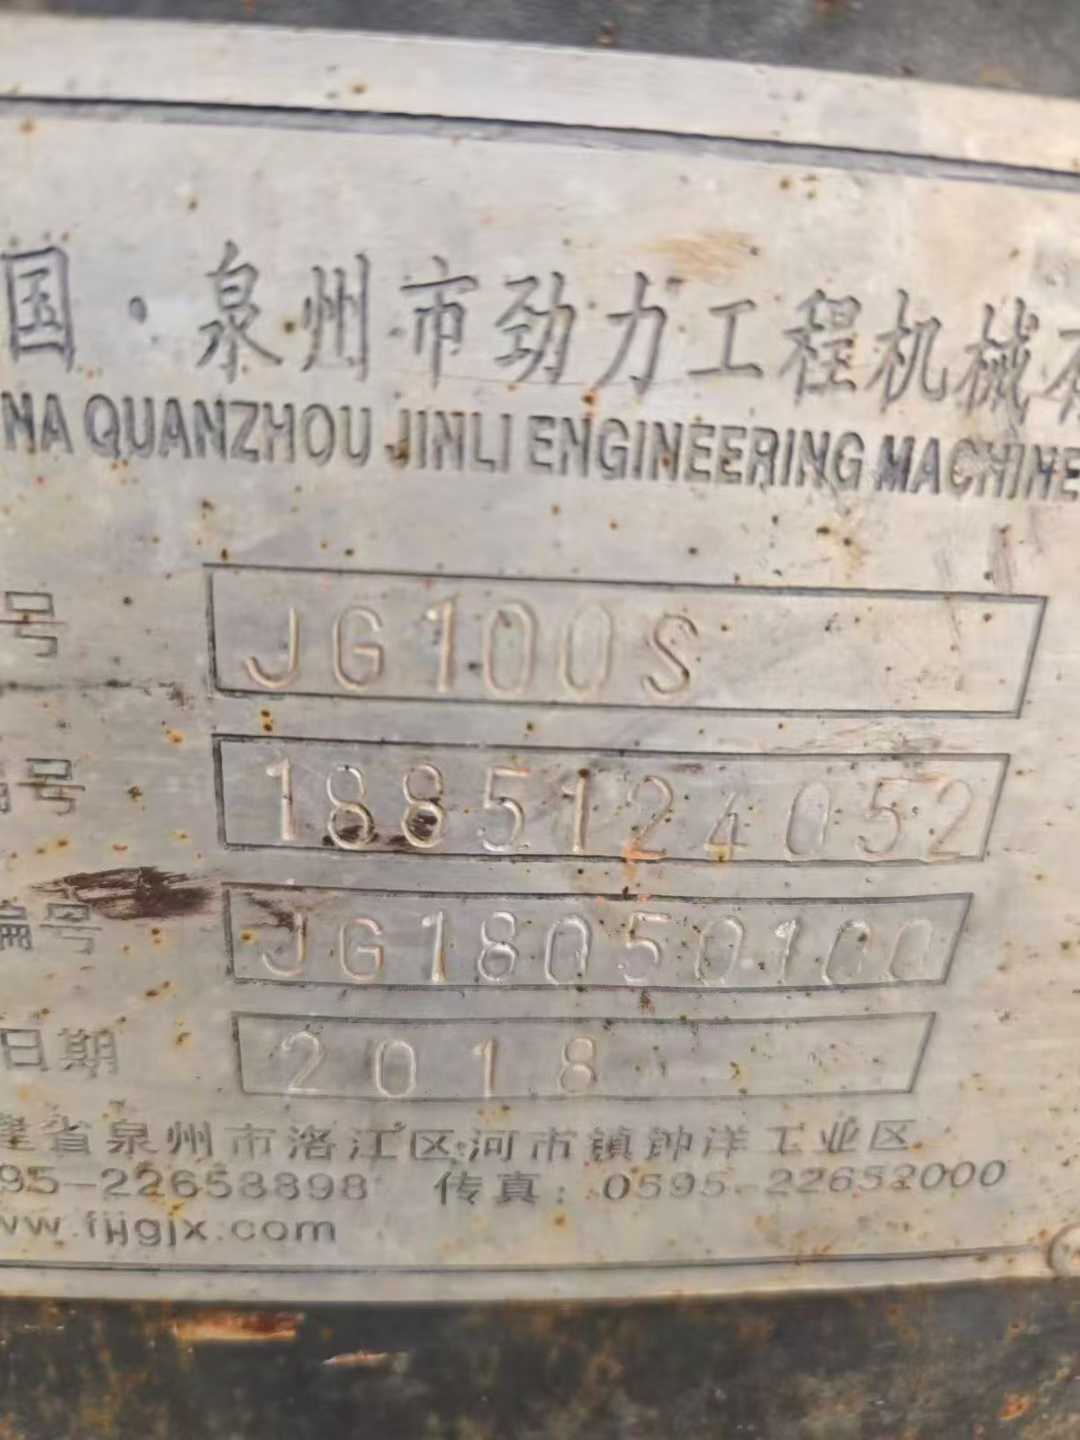 国·泉州市劲力工程机械有
NA QUANZHOU JINLI ENGINEERING MACHINE
号 JG100S
号 1885124052
编号 JG18050100
日期 2018
省泉州市洛江区河市镇帅洋工业区
95-22658898 传真: 0595-22652000
ww.fjjgjx.com